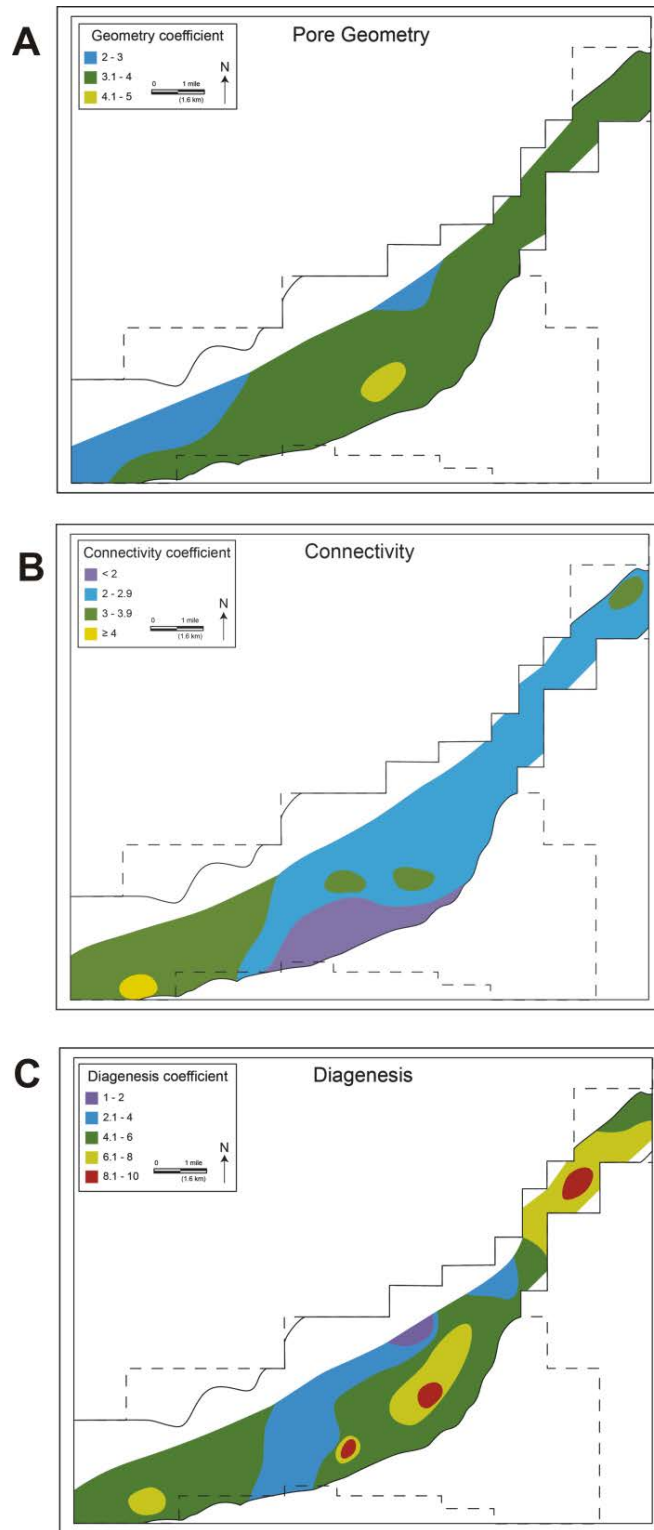 A
Pore Geometry
Geometry coefficient
2 - 3
3.1 - 4
4.1 - 5
0 1 mile
(1.6 km)
N
B
Connectivity
Connectivity coefficient
< 2
2 - 2.9
3 - 3.9
≥ 4
0 1 mile
(1.6 km)
N
C
Diagenesis
Diagenesis coefficient
1 - 2
2.1 - 4
4.1 - 6
6.1 - 8
8.1 - 10
0 1 mile
(1.6 km)
N